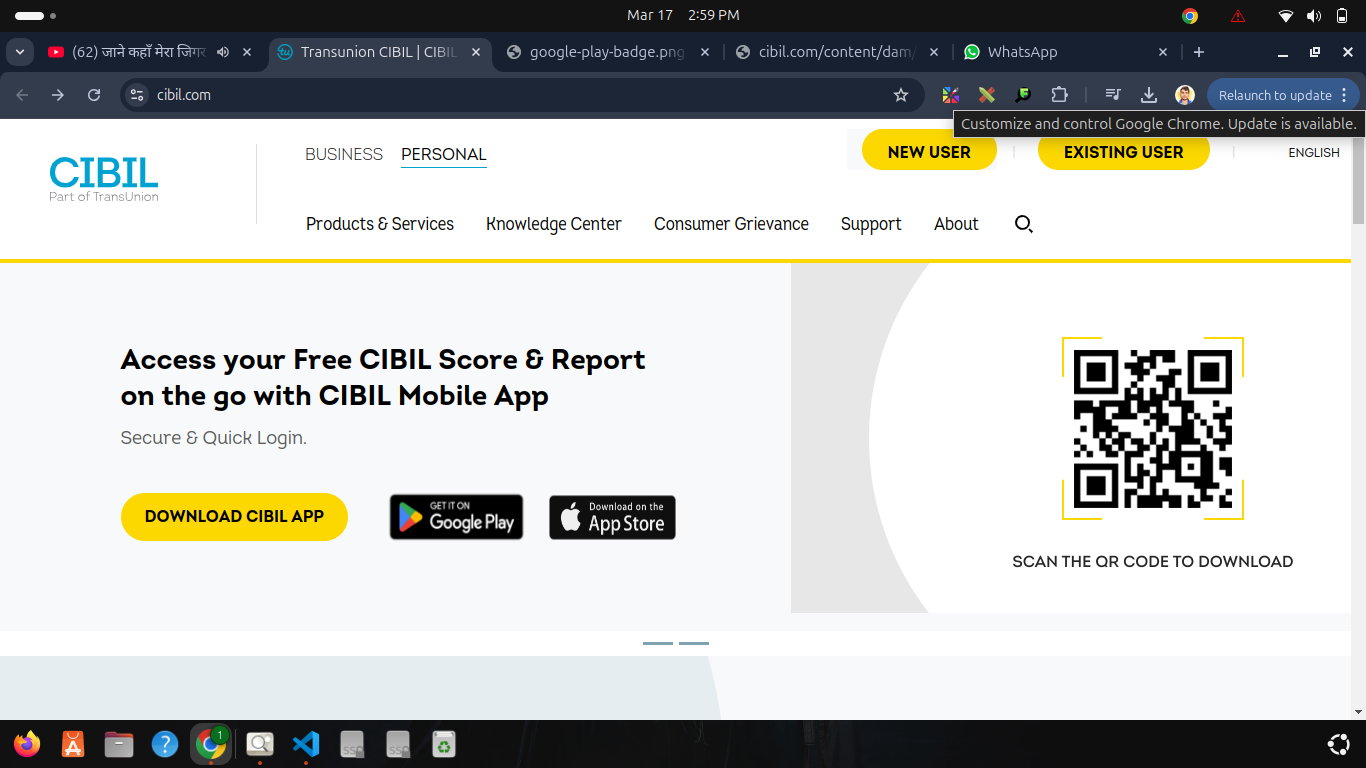 Mar 17 2:59 PM
(62) जाने कहाँ मेरा जिगर
Transunion CIBIL | CIBIL
google-play-badge.png
cibil.com/content/dam/
WhatsApp
cibil.com
Relaunch to update
Customize and control Google Chrome. Update is available.
CIBIL
Part of TransUnion
BUSINESS PERSONAL
NEW USER
EXISTING USER
ENGLISH
Products & Services Knowledge Center Consumer Grievance Support About
Access your Free CIBIL Score & Report
on the go with CIBIL Mobile App
Secure & Quick Login.
DOWNLOAD CIBIL APP
GET IT ON
Google Play
Download on the
App Store
SCAN THE QR CODE TO DOWNLOAD
1